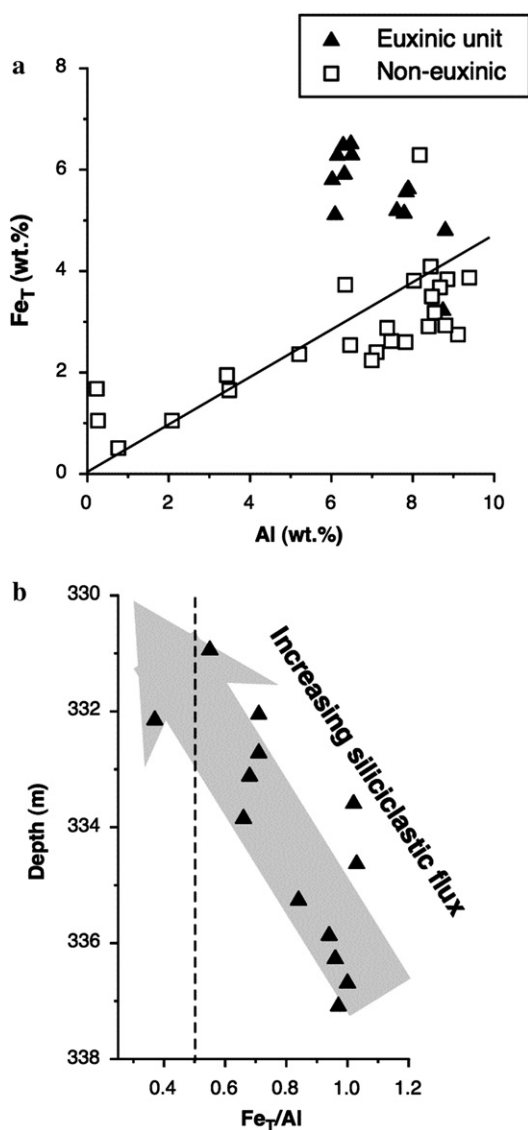 Euxinic unit
Non-euxinic
a
8
6
4
2
0
Fe_T (wt.%)
0 2 4 6 8 10
Al (wt.%)
b
330
332
334
336
338
Depth (m)
Increasing siliciclastic flux
0.4 0.6 0.8 1.0 1.2
Fe_T/Al